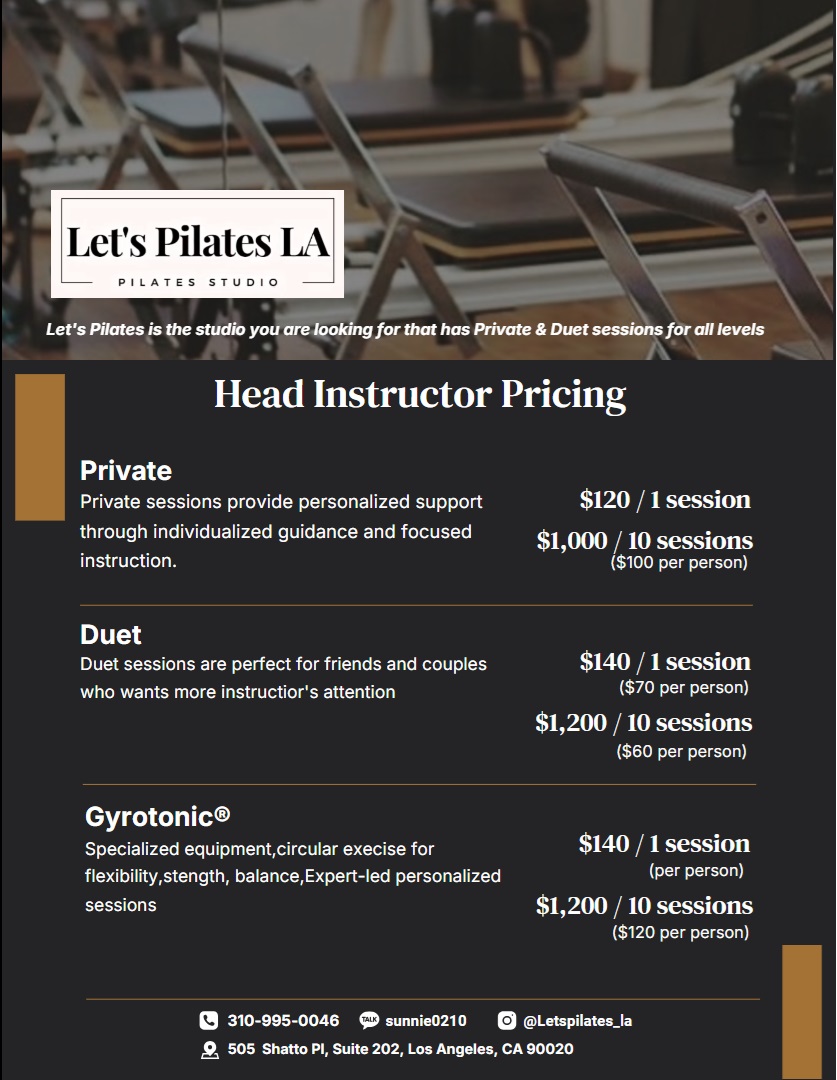 Let's Pilates LA
PILATES STUDIO
Let's Pilates is the studio you are looking for that has Private & Duet sessions for all levels
Head Instructor Pricing
Private
Private sessions provide personalized support
through individualized guidance and focused
instruction.
$120 / 1 session
$1,000 / 10 sessions
($100 per person)
Duet
Duet sessions are perfect for friends and couples
who wants more instructior's attention
$140 / 1 session
($70 per person)
$1,200 / 10 sessions
($60 per person)
Gyrotonic®
Specialized equipment,circular execise for
flexibility,stength, balance,Expert-led personalized
sessions
$140 / 1 session
(per person)
$1,200 / 10 sessions
($120 per person)
310-995-0046 TALK sunnie0210 @Letspilates_la
505 Shatto Pl, Suite 202, Los Angeles, CA 90020